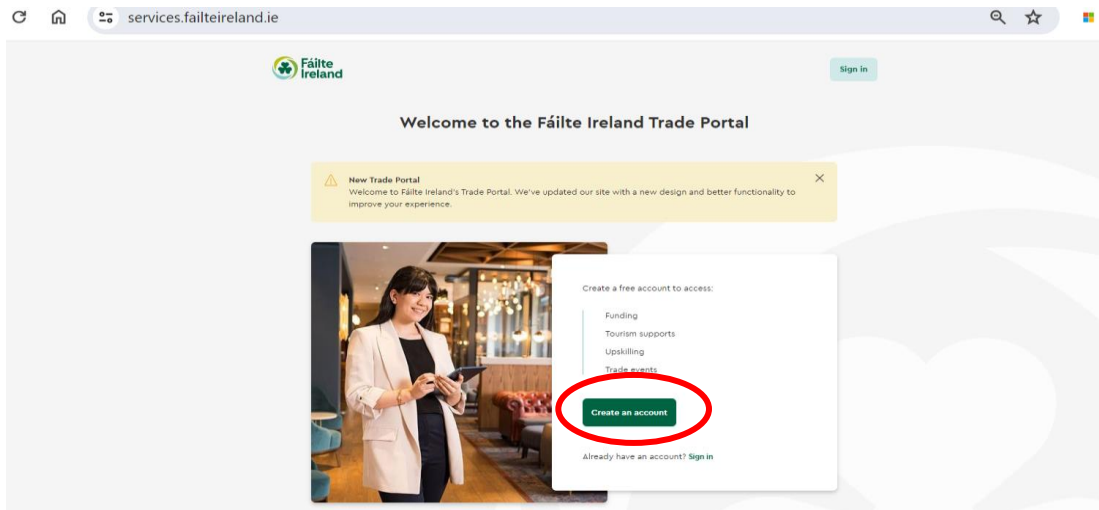 services.failteireland.ie
Fáilte
Ireland
Sign in
Welcome to the Fáilte Ireland Trade Portal
New Trade Portal
Welcome to Fáilte Ireland's Trade Portal. We've updated our site with a new design and better functionality to
improve your experience.
Create a free account to access:
Funding
Tourism supports
Upskilling
Trade events
Create an account
Already have an account? Sign in